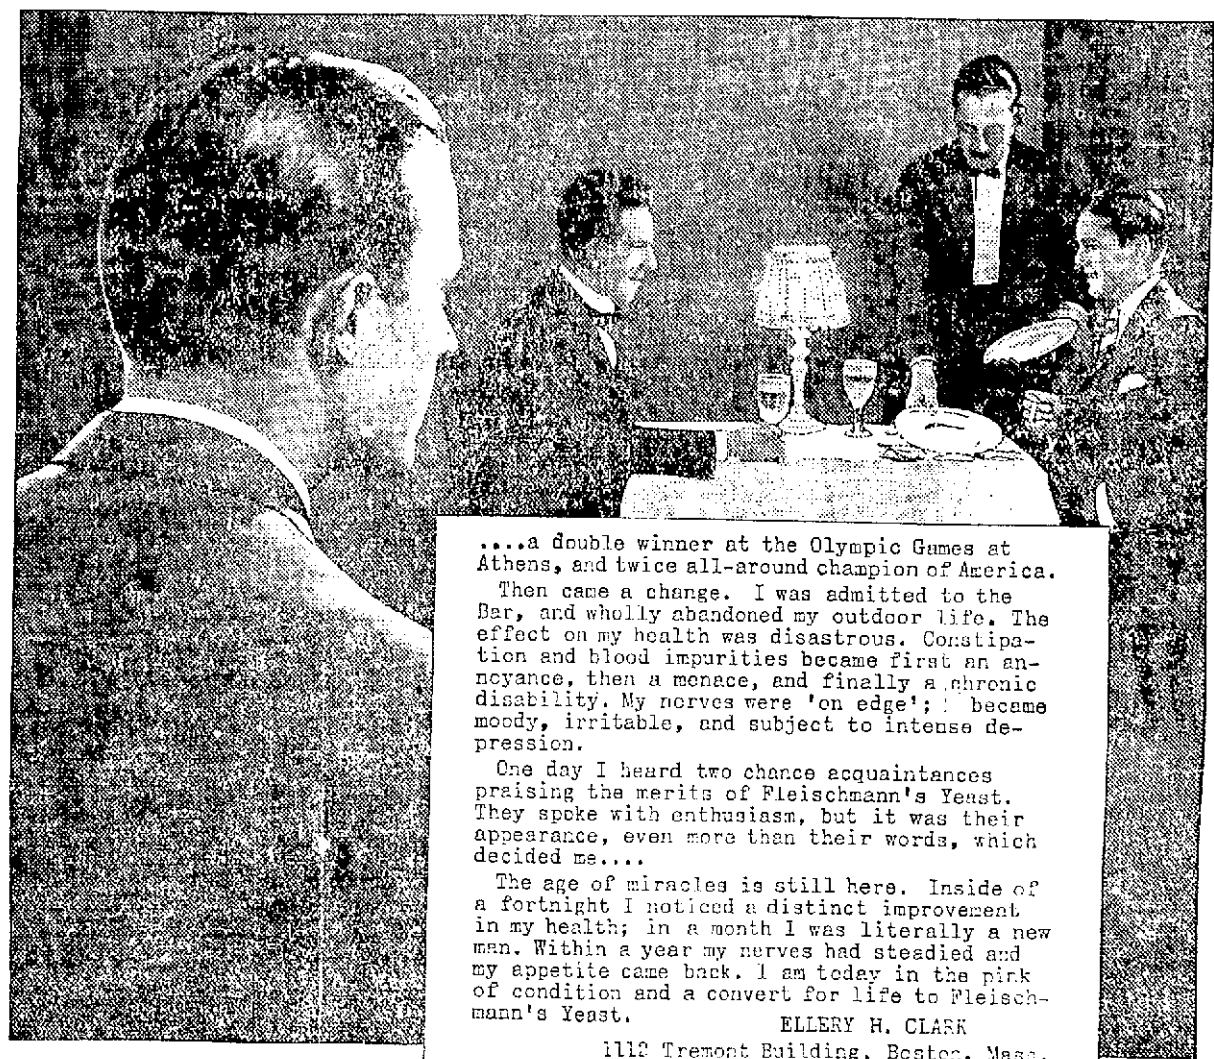 ....a double winner at the Olympic Games at
Athens, and twice all-around champion of America.
Then came a change. I was admitted to the
Bar, and wholly abandoned my outdoor life. The
effect on my health was disastrous. Constipa-
tion and blood impurities became first an an-
noyance, then a menace, and finally a chronic
disability. My nerves were 'on edge'; I became
moody, irritable, and subject to intense de-
pression.
One day I heard two chance acquaintances
praising the merits of Fleischmann's Yeast.
They spoke with enthusiasm, but it was their
appearance, even more than their words, which
decided me....
The age of miracles is still here. Inside of
a fortnight I noticed a distinct improvement
in my health; in a month I was literally a new
man. Within a year my nerves had steadied and
my appetite came back. I am today in the pink
of condition and a convert for life to Fleisch-
mann's Yeast.
ELLERY H. CLARK
1112 Tremont Building, Boston, Mass.